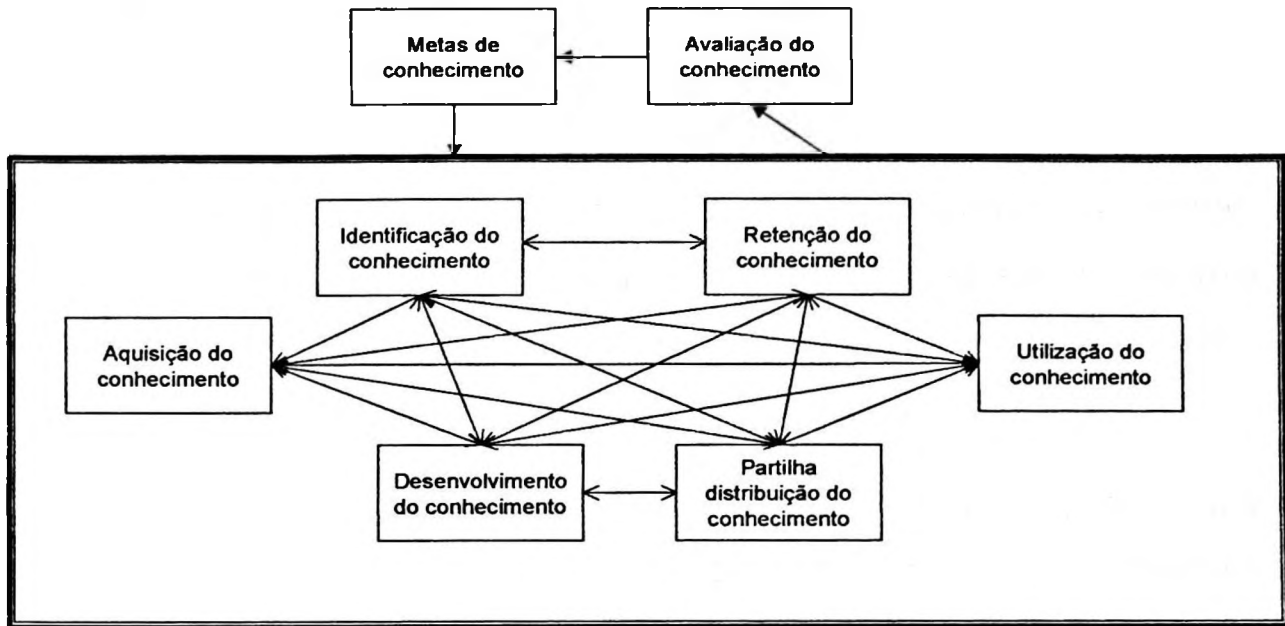 Metas de
conhecimento
Avaliação do
conhecimento
Identificação do
conhecimento
Retenção do
conhecimento
Aquisição do
conhecimento
Utilização do
conhecimento
Desenvolvimento
do conhecimento
Partilha
distribuição do
conhecimento